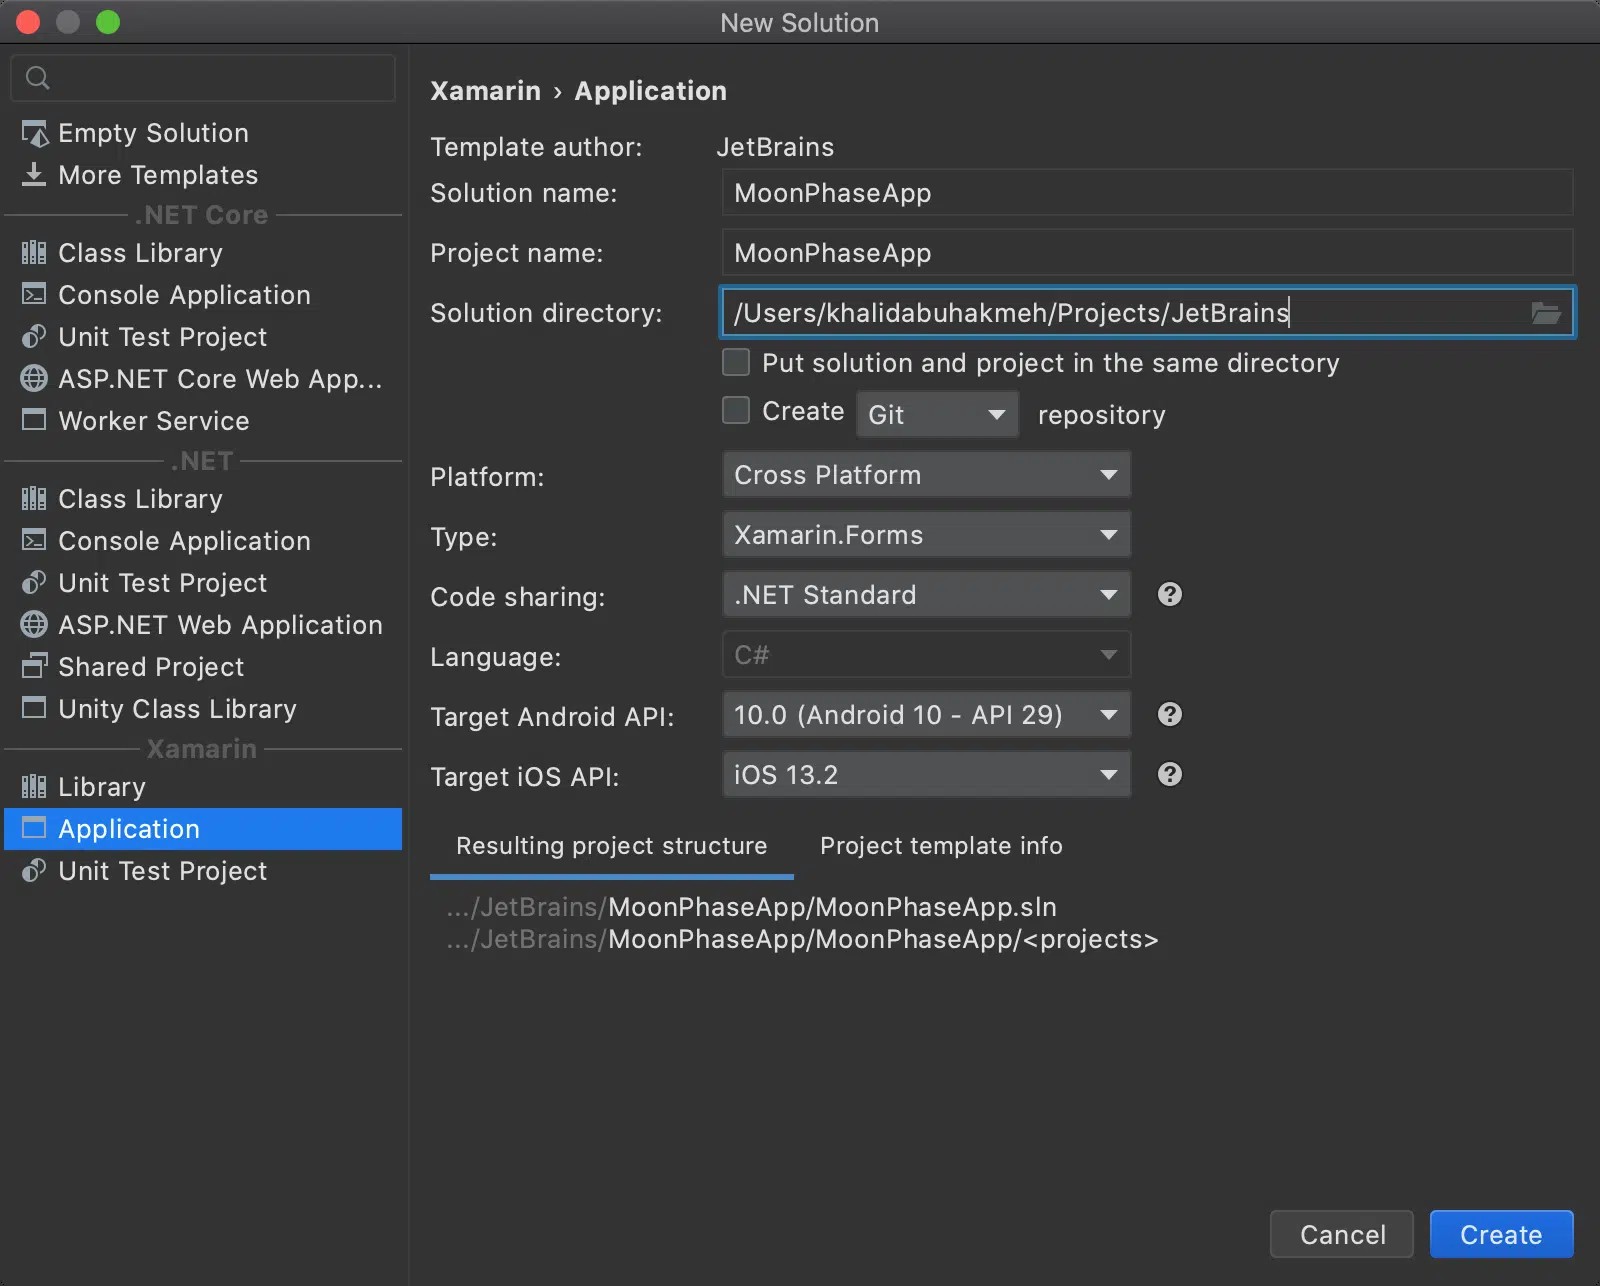 New Solution
Empty Solution
More Templates
.NET Core
Class Library
Console Application
Unit Test Project
ASP.NET Core Web App...
Worker Service
.NET
Class Library
Console Application
Unit Test Project
ASP.NET Web Application
Shared Project
Unity Class Library
Xamarin
Library
Application
Unit Test Project
Xamarin › Application
Template author: JetBrains
Solution name: MoonPhaseApp
Project name: MoonPhaseApp
Solution directory: /Users/khalidabuhakmeh/Projects/JetBrains
Put solution and project in the same directory
Create Git repository
Platform: Cross Platform
Type: Xamarin.Forms
Code sharing: .NET Standard ?
Language: C#
Target Android API: 10.0 (Android 10 - API 29) ?
Target iOS API: iOS 13.2 ?
Resulting project structure Project template info
.../JetBrains/MoonPhaseApp/MoonPhaseApp.sln
.../JetBrains/MoonPhaseApp/MoonPhaseApp/<projects>
Cancel Create